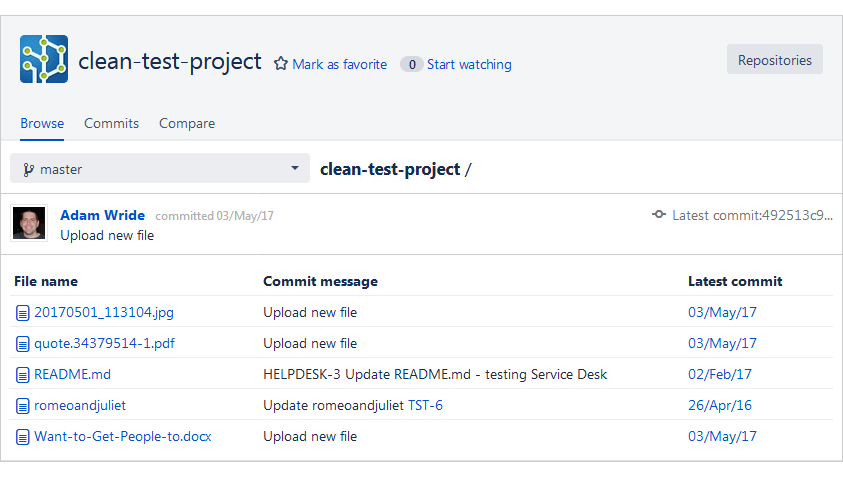 clean-test-project Mark as favorite 0 Start watching Repositories
Browse Commits Compare
master clean-test-project /
Adam Wride committed 03/May/17 Latest commit:492513c9...
Upload new file
File name Commit message Latest commit
20170501_113104.jpg Upload new file 03/May/17
quote.34379514-1.pdf Upload new file 03/May/17
README.md HELPDESK-3 Update README.md - testing Service Desk 02/Feb/17
romeoandjuliet Update romeoandjuliet TST-6 26/Apr/16
Want-to-Get-People-to.docx Upload new file 03/May/17